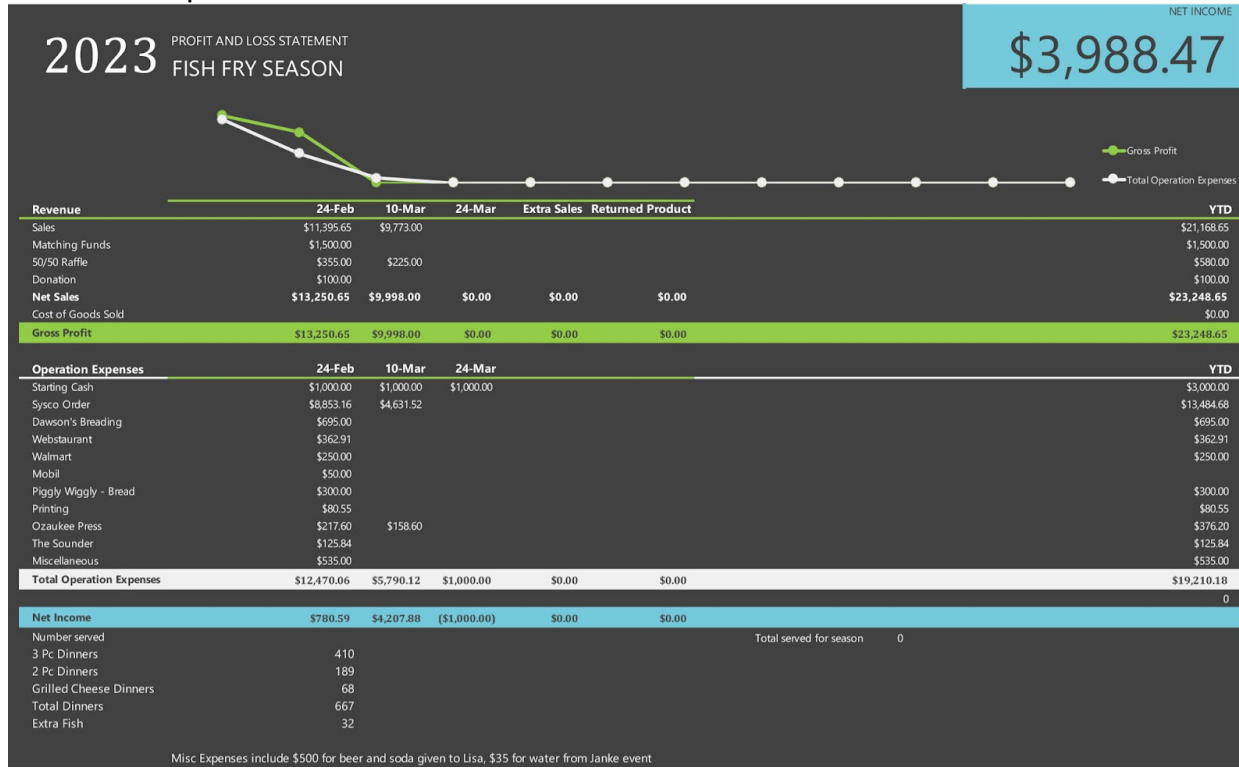 NET INCOME
2023 PROFIT AND LOSS STATEMENT
FISH FRY SEASON
$3,988.47
Gross Profit
Total Operation Expenses
Revenue 24-Feb 10-Mar 24-Mar Extra Sales Returned Product YTD
Sales $11,395.65 $9,773.00 $21,168.65
Matching Funds $1,500.00 $1,500.00
50/50 Raffle $355.00 $225.00 $580.00
Donation $100.00 $100.00
Net Sales $13,250.65 $9,998.00 $0.00 $0.00 $0.00 $23,248.65
Cost of Goods Sold $0.00
Gross Profit $13,250.65 $9,998.00 $0.00 $0.00 $0.00 $23,248.65
Operation Expenses 24-Feb 10-Mar 24-Mar YTD
Starting Cash $1,000.00 $1,000.00 $1,000.00 $3,000.00
Sysco Order $8,853.16 $4,631.52 $13,484.68
Dawson's Breading $695.00 $695.00
Webstaurant $362.91 $362.91
Walmart $250.00 $250.00
Mobil $50.00
Piggly Wiggly - Bread $300.00 $300.00
Printing $80.55 $80.55
Ozaukee Press $217.60 $158.60 $376.20
The Sounder $125.84 $125.84
Miscellaneous $535.00 $535.00
Total Operation Expenses $12,470.06 $5,790.12 $1,000.00 $0.00 $0.00 $19,210.18
0
Net Income $780.59 $4,207.88 ($1,000.00) $0.00 $0.00
Number served Total served for season 0
3 Pc Dinners 410
2 Pc Dinners 189
Grilled Cheese Dinners 68
Total Dinners 667
Extra Fish 32
Misc Expenses include $500 for beer and soda given to Lisa, $35 for water from Janke event